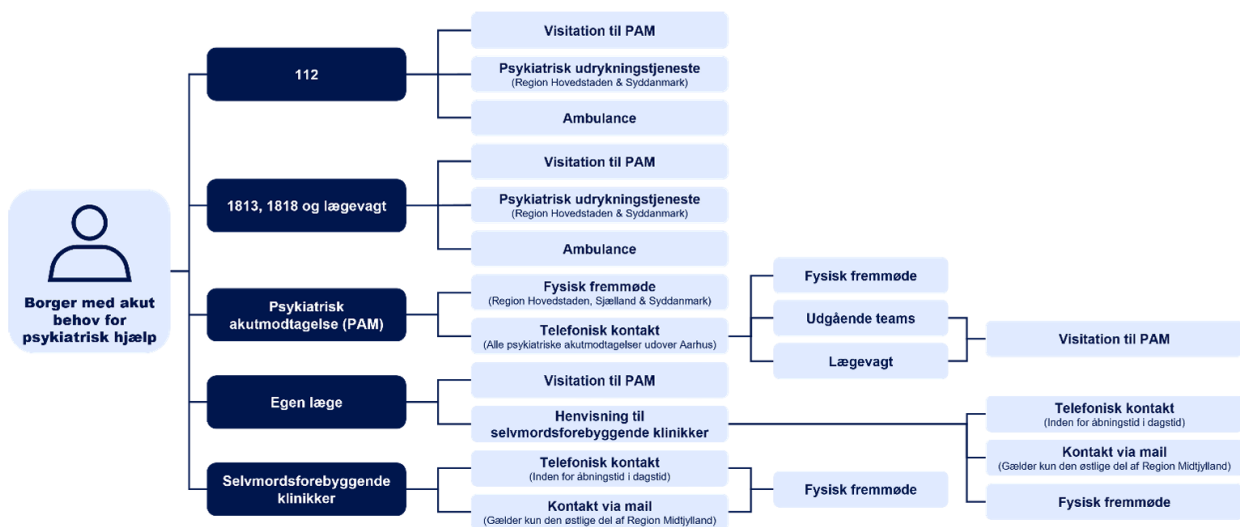 Borger med akut
behov for
psykiatrisk hjælp
112
Visitation til PAM
Psykiatrisk udrykningstjeneste
(Region Hovedstaden & Syddanmark)
Ambulance
1813, 1818 og lægevagt
Visitation til PAM
Psykiatrisk udrykningstjeneste
(Region Hovedstaden & Syddanmark)
Ambulance
Psykiatrisk
akutmodtagelse (PAM)
Fysisk fremmøde
(Region Hovedstaden, Sjælland & Syddanmark)
Telefonisk kontakt
(Alle psykiatriske akutmodtagelser udover Aarhus)
Fysisk fremmøde
Udgående teams
Lægevagt
Visitation til PAM
Egen læge
Visitation til PAM
Henvisning til
selvmordsforebyggende klinikker
Telefonisk kontakt
(Inden for åbningstid i dagstid)
Kontakt via mail
(Gælder kun den østlige del af Region Midtjylland)
Fysisk fremmøde
Selvmordsforebyggende
klinikker
Telefonisk kontakt
(Inden for åbningstid i dagstid)
Kontakt via mail
(Gælder kun den østlige del af Region Midtjylland)
Fysisk fremmøde